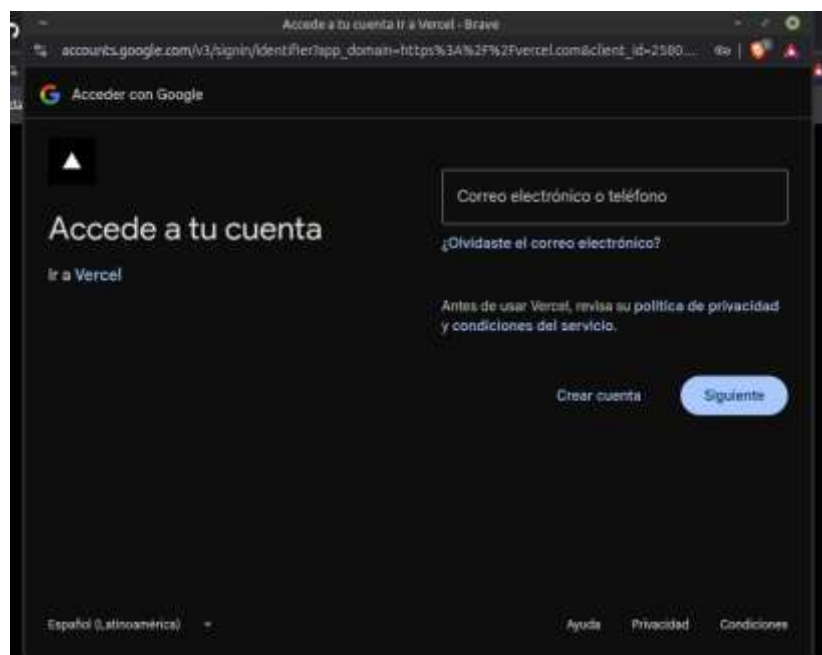 Accede a tu cuenta Ir a Vercel - Brave
accounts.google.com/v3/signin/identifier?app_domain=https%3A%2F%2Fvercel.com&client_id=2580...
Acceder con Google
Accede a tu cuenta
Ir a Vercel
Correo electrónico o teléfono
¿Olvidaste el correo electrónico?
Antes de usar Vercel, revisa su política de privacidad
y condiciones del servicio.
Crear cuenta
Siguiente
Español (Latinoamérica)
Ayuda Privacidad Condiciones